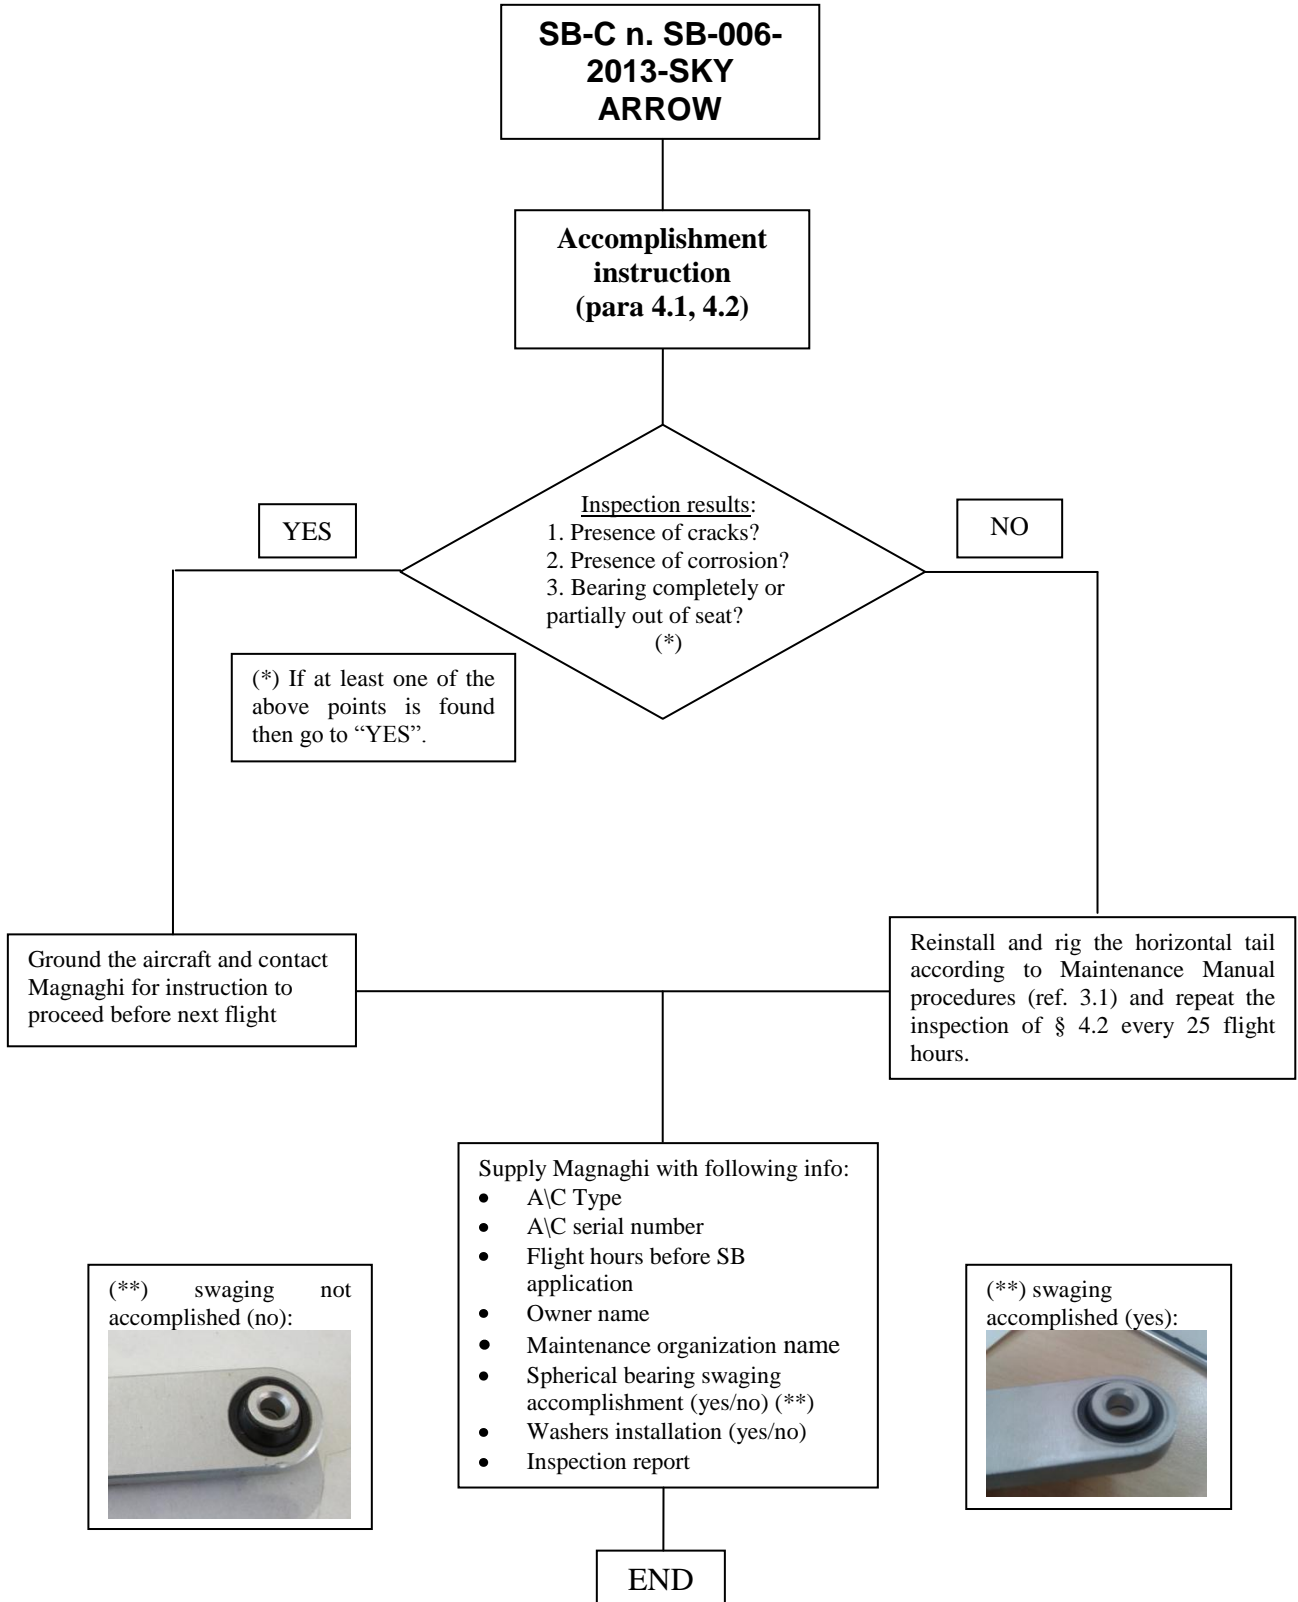 SB-C n. SB-006-
2013-SKY
ARROW
Accomplishment
instruction
(para 4.1, 4.2)
Inspection results:
1. Presence of cracks?
2. Presence of corrosion?
3. Bearing completely or
partially out of seat?
(*)
YES
NO
(*) If at least one of the
above points is found
then go to “YES”.
Ground the aircraft and contact
Magnaghi for instruction to
proceed before next flight
Reinstall and rig the horizontal tail
according to Maintenance Manual
procedures (ref. 3.1) and repeat the
inspection of § 4.2 every 25 flight
hours.
Supply Magnaghi with following info:
• A\C Type
• A\C serial number
• Flight hours before SB
application
• Owner name
• Maintenance organization name
• Spherical bearing swaging
accomplishment (yes/no) (**)
• Washers installation (yes/no)
• Inspection report
(**) swaging not
accomplished (no):
(**) swaging
accomplished (yes):
END